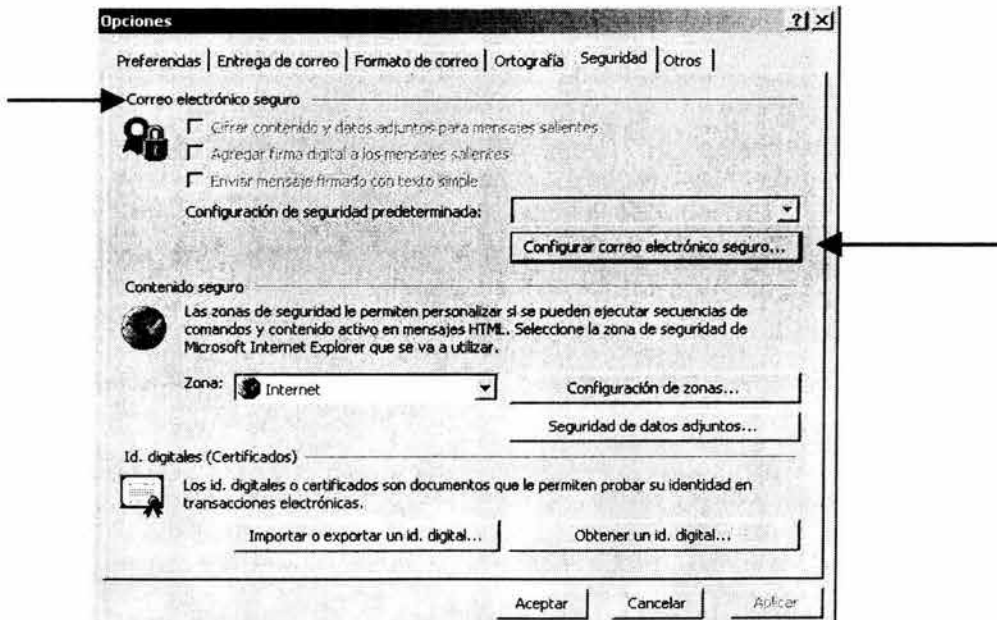 Opciones
Preferencias Entrega de correo Formato de correo Ortografía Seguridad Otros
Correo electrónico seguro
Cifrar contenido y datos adjuntos para mensajes salientes
Agregar firma digital a los mensajes salientes
Enviar mensaje firmado con texto simple
Configuración de seguridad predeterminada:
Configurar correo electrónico seguro...
Contenido seguro
Las zonas de seguridad le permiten personalizar si se pueden ejecutar secuencias de
comandos y contenido activo en mensajes HTML. Seleccione la zona de seguridad de
Microsoft Internet Explorer que se va a utilizar.
Zona: Internet Configuración de zonas...
Seguridad de datos adjuntos...
Id. digitales (Certificados)
Los id. digitales o certificados son documentos que le permiten probar su identidad en
transacciones electrónicas.
Importar o exportar un id. digital... Obtener un id. digital...
Aceptar Cancelar Aplicar